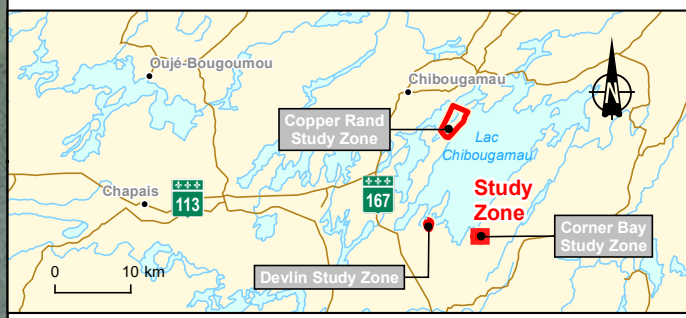 Oujé-Bougoumou
Chibougamau
N
Copper Rand
Study Zone
Lac
Chibougamau
Chapais
113
167
Study
Zone
Corner Bay
Study Zone
0 10 km
Devlin Study Zone